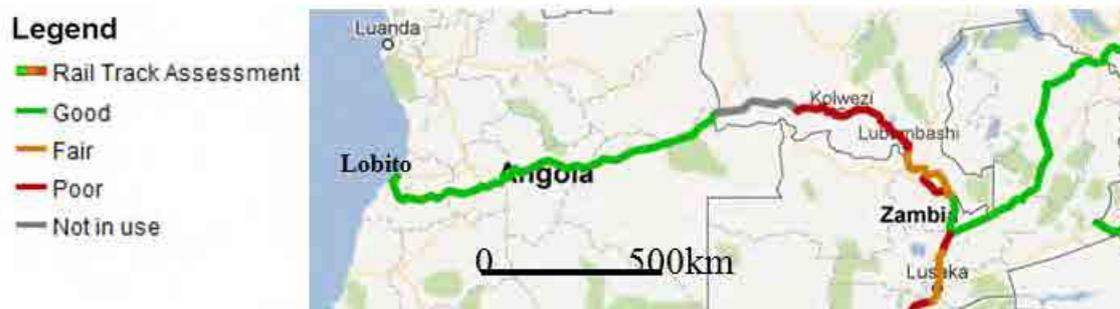 Legend
Rail Track Assessment
Good
Fair
Poor
Not in use
Luanda
Kolwezi
Lubumbashi
Lobito
Angola
Zambia
0 500km
Lusaka